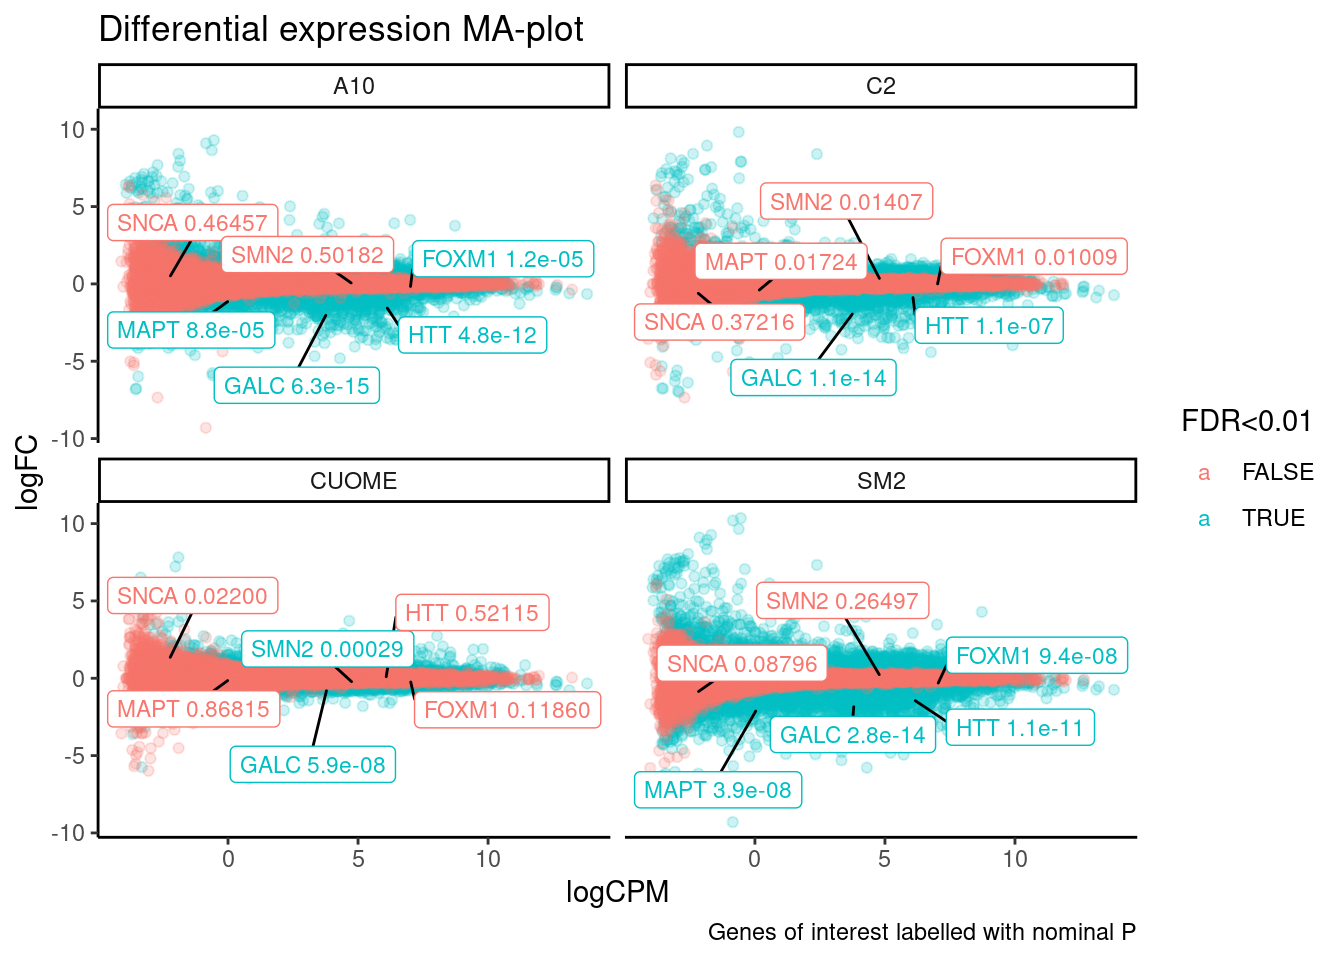 Differential expression MA-plot
A10
C2
10
5
0
-5
-10
SNCA 0.46457
SMN2 0.50182
FOXM1 1.2e-05
MAPT 8.8e-05
HTT 4.8e-12
GALC 6.3e-15
SMN2 0.01407
MAPT 0.01724
FOXM1 0.01009
SNCA 0.37216
HTT 1.1e-07
GALC 1.1e-14
logFC
CUOME
SM2
10
5
0
-5
-10
SNCA 0.02200
HTT 0.52115
SMN2 0.00029
MAPT 0.86815
FOXM1 0.11860
GALC 5.9e-08
SMN2 0.26497
SNCA 0.08796
FOXM1 9.4e-08
GALC 2.8e-14
HTT 1.1e-11
MAPT 3.9e-08
0 5 10
0 5 10
logCPM
Genes of interest labelled with nominal P
FDR<0.01
a FALSE
a TRUE